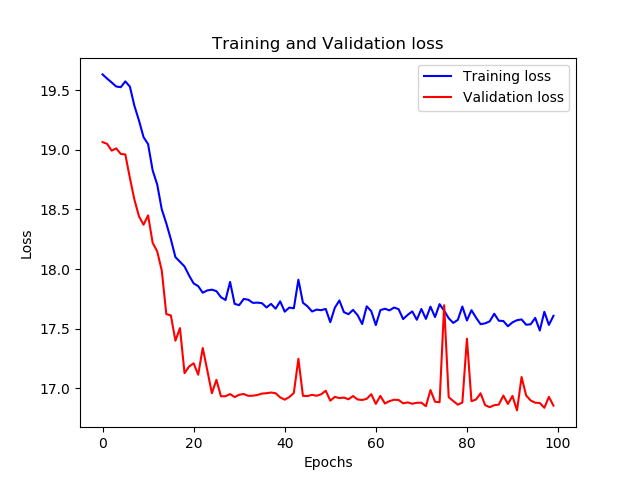 Training and Validation loss
Training loss
Validation loss
19.5
19.0
18.5
18.0
17.5
17.0
Loss
0 20 40 60 80 100
Epochs